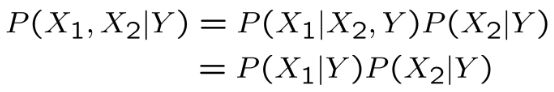 P(X₁, X₂|Y) = P(X₁|X₂, Y)P(X₂|Y)
= P(X₁|Y)P(X₂|Y)